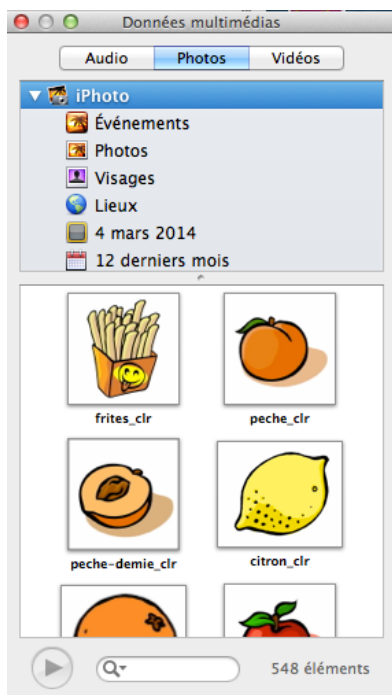 Données multimédias
Audio Photos Vidéos
iPhoto
Événements
Photos
Visages
Lieux
4 mars 2014
12 derniers mois
frites_clr peche_clr
peche-demie_clr citron_clr
548 éléments